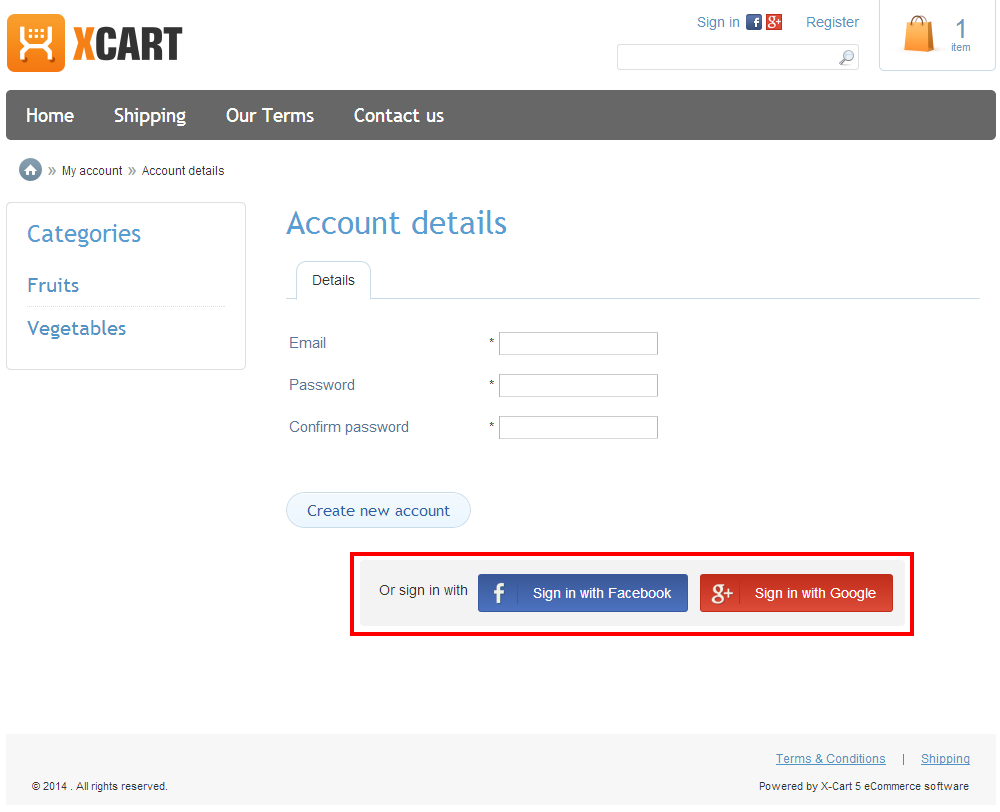 XCART
Sign in f g+ Register
1
item
Home Shipping Our Terms Contact us
» My account » Account details
Categories
Fruits
Vegetables
Account details
Details
Email *
Password *
Confirm password *
Create new account
Or sign in with f Sign in with Facebook g+ Sign in with Google
Terms & Conditions | Shipping
© 2014 . All rights reserved. Powered by X-Cart 5 eCommerce software